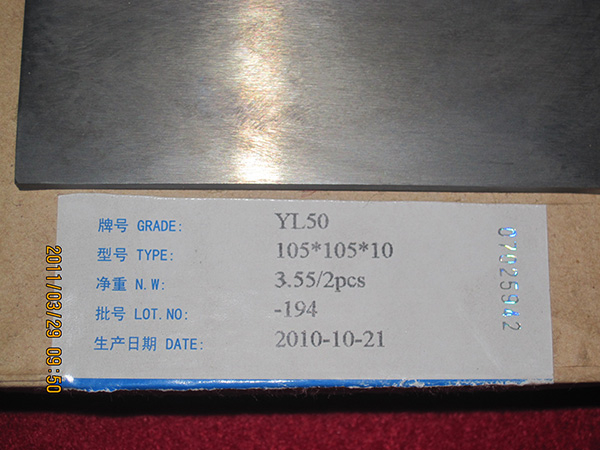 牌号 GRADE: YL50
型号 TYPE: 105*105*10
净重 N.W: 3.55/2pcs
批号 LOT.NO: -194
生产日期 DATE: 2010-10-21
07025942
2011/03/29 09:50